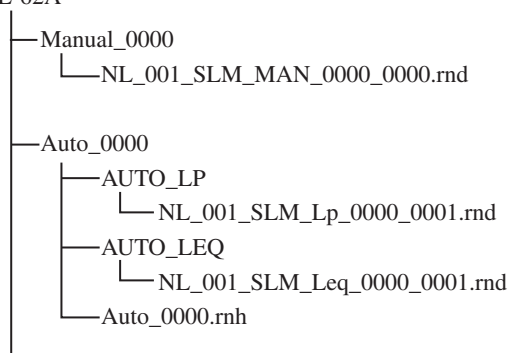 Manual_0000
NL_001_SLM_MAN_0000_0000.rnd
Auto_0000
AUTO_LP
NL_001_SLM_Lp_0000_0001.rnd
AUTO_LEQ
NL_001_SLM_Leq_0000_0001.rnd
Auto_0000.rnh